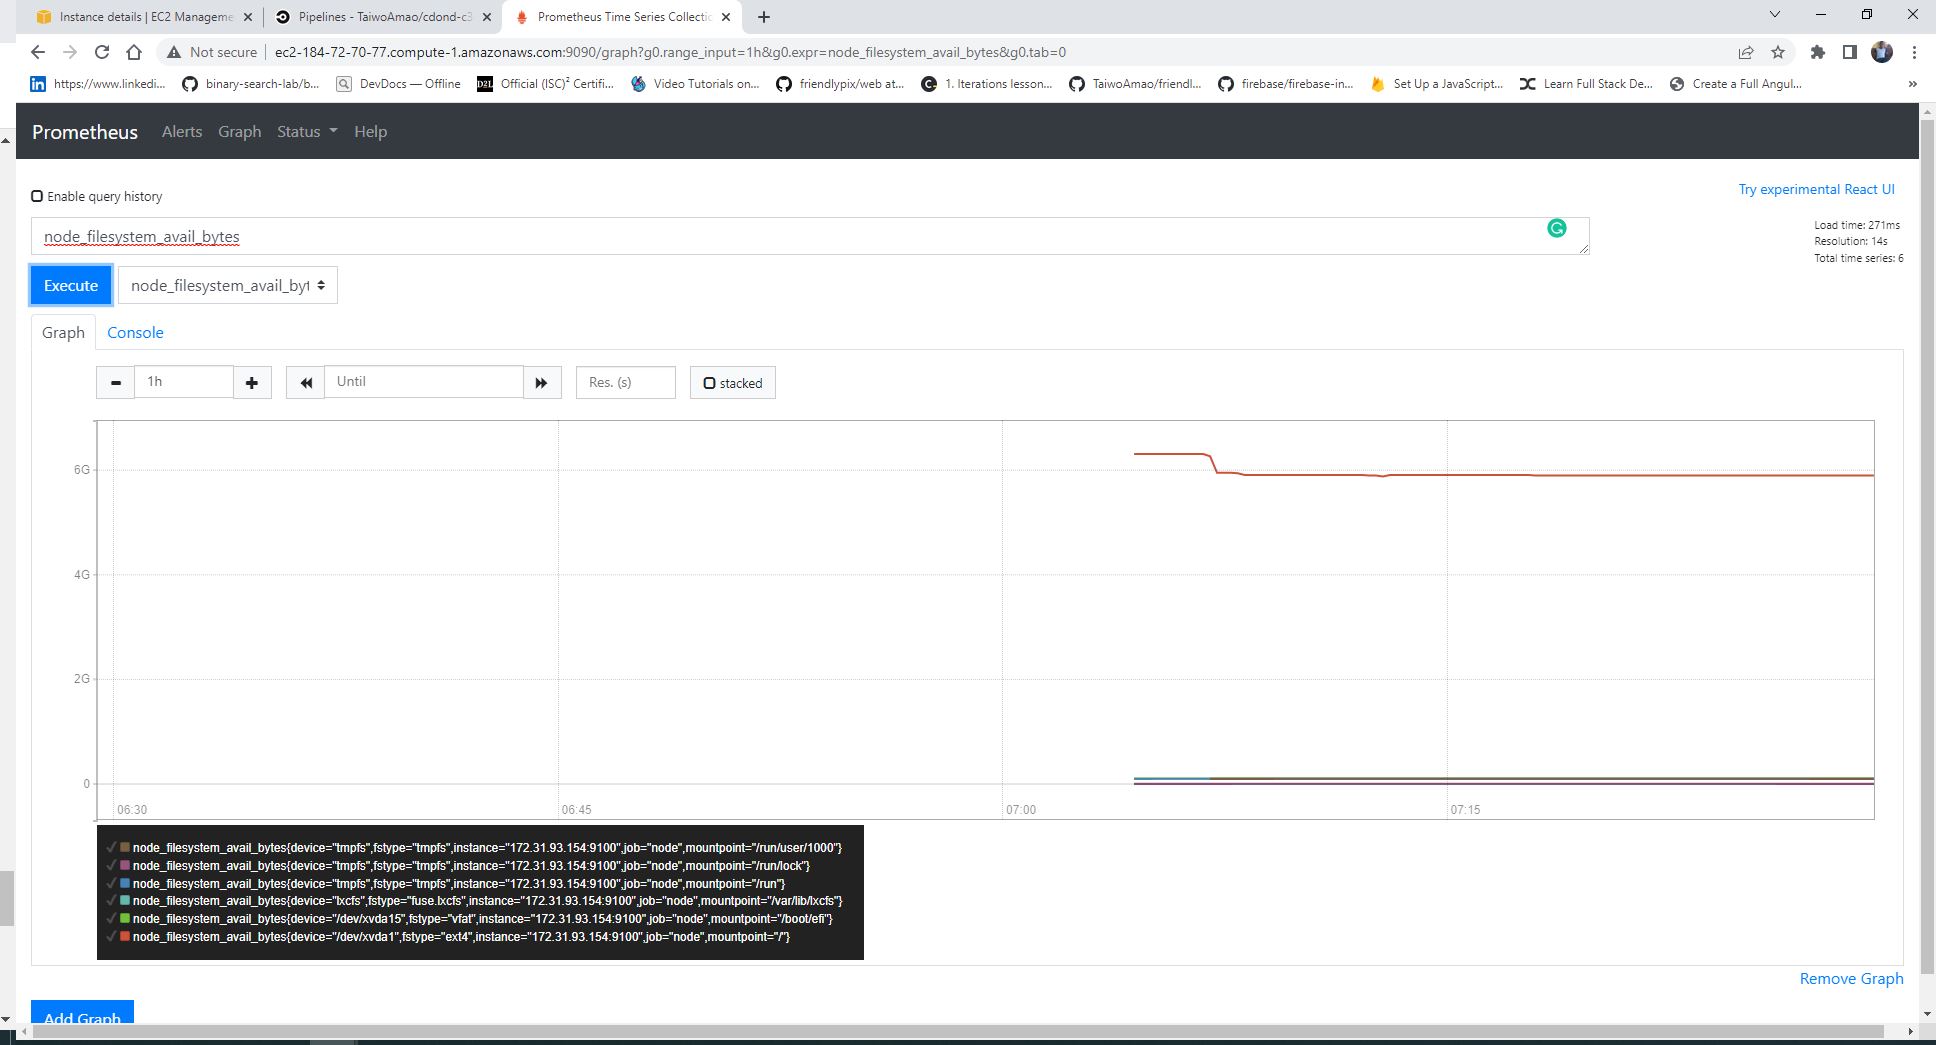 Instance details | EC2 Manageme
Pipelines - TaiwoAmao/cdond-c3
Prometheus Time Series Collectio
Not secure
ec2-184-72-70-77.compute-1.amazonaws.com:9090/graph?g0.range_input=1h&g0.expr=node_filesystem_avail_bytes&g0.tab=0
https://www.linkedi...
binary-search-lab/b...
DevDocs — Offline
Official (ISC)² Certifi...
Video Tutorials on...
friendlypix/web at...
1. Iterations lesson...
TaiwoAmao/friendl...
firebase/firebase-in...
Set Up a JavaScript...
Learn Full Stack De...
Create a Full Angul...
Prometheus Alerts Graph Status Help
Enable query history
Try experimental React UI
node_filesystem_avail_bytes
Load time: 271ms
Resolution: 14s
Total time series: 6
Execute
node_filesystem_avail_byt
Graph Console
1h
Until
Res. (s)
stacked
6G
4G
2G
0
06:30 06:45 07:00 07:15
node_filesystem_avail_bytes{device="tmpfs",fstype="tmpfs",instance="172.31.93.154:9100",job="node",mountpoint="/run/user/1000"}
node_filesystem_avail_bytes{device="tmpfs",fstype="tmpfs",instance="172.31.93.154:9100",job="node",mountpoint="/run/lock"}
node_filesystem_avail_bytes{device="tmpfs",fstype="tmpfs",instance="172.31.93.154:9100",job="node",mountpoint="/run"}
node_filesystem_avail_bytes{device="lxcfs",fstype="fuse.lxcfs",instance="172.31.93.154:9100",job="node",mountpoint="/var/lib/lxcfs"}
node_filesystem_avail_bytes{device="/dev/xvda15",fstype="vfat",instance="172.31.93.154:9100",job="node",mountpoint="/boot/efi"}
node_filesystem_avail_bytes{device="/dev/xvda1",fstype="ext4",instance="172.31.93.154:9100",job="node",mountpoint="/"}
Remove Graph
Add Graph